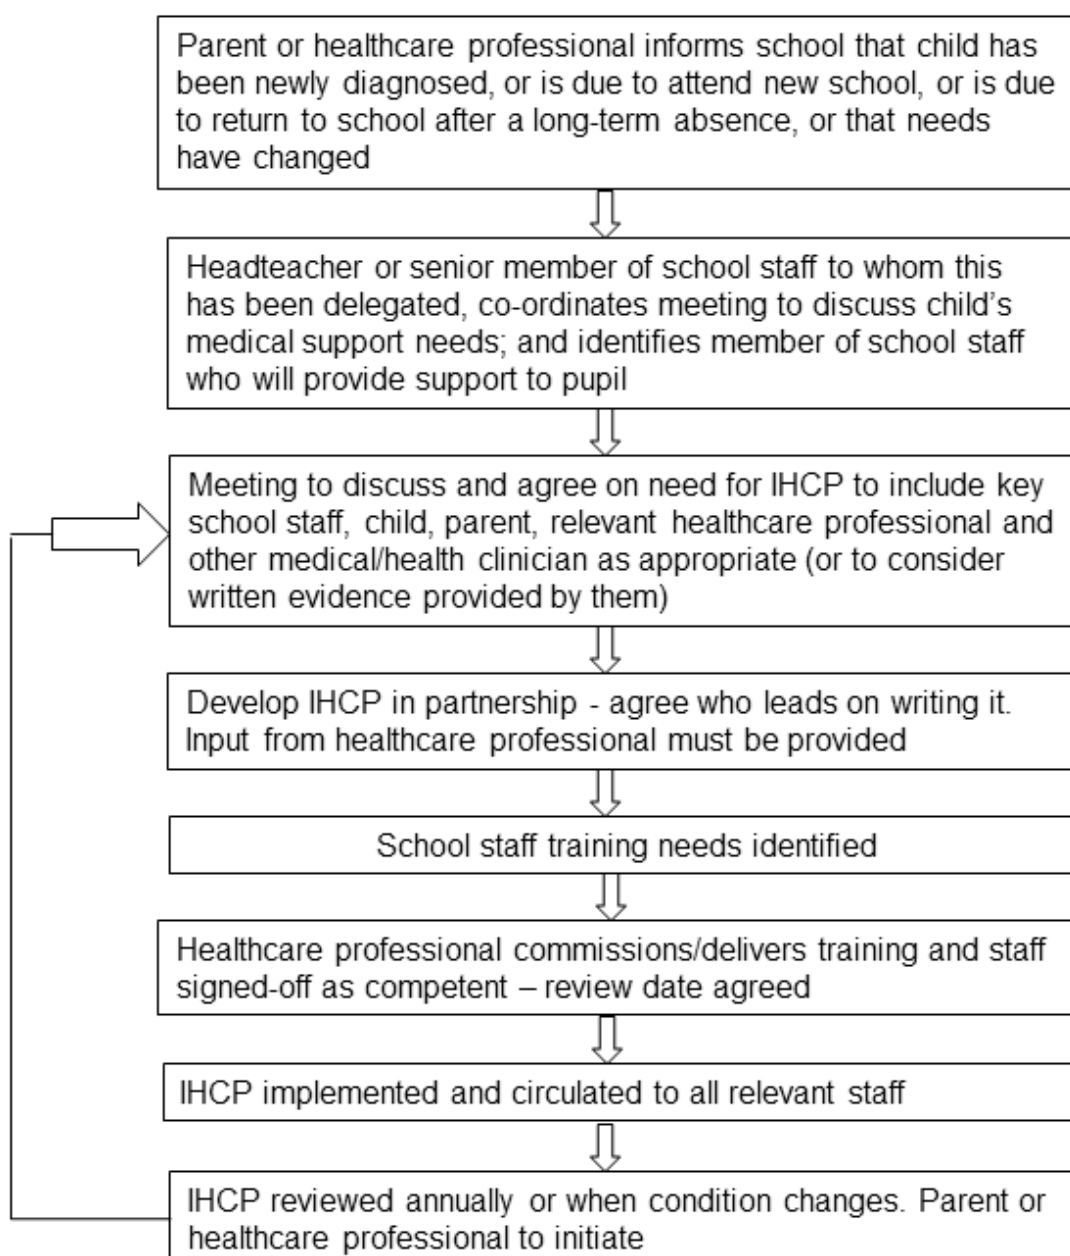 Parent or healthcare professional informs school that child has
been newly diagnosed, or is due to attend new school, or is due
to return to school after a long-term absence, or that needs
have changed
Headteacher or senior member of school staff to whom this
has been delegated, co-ordinates meeting to discuss child's
medical support needs; and identifies member of school staff
who will provide support to pupil
Meeting to discuss and agree on need for IHCP to include key
school staff, child, parent, relevant healthcare professional and
other medical/health clinician as appropriate (or to consider
written evidence provided by them)
Develop IHCP in partnership - agree who leads on writing it.
Input from healthcare professional must be provided
School staff training needs identified
Healthcare professional commissions/delivers training and staff
signed-off as competent – review date agreed
IHCP implemented and circulated to all relevant staff
IHCP reviewed annually or when condition changes. Parent or
healthcare professional to initiate